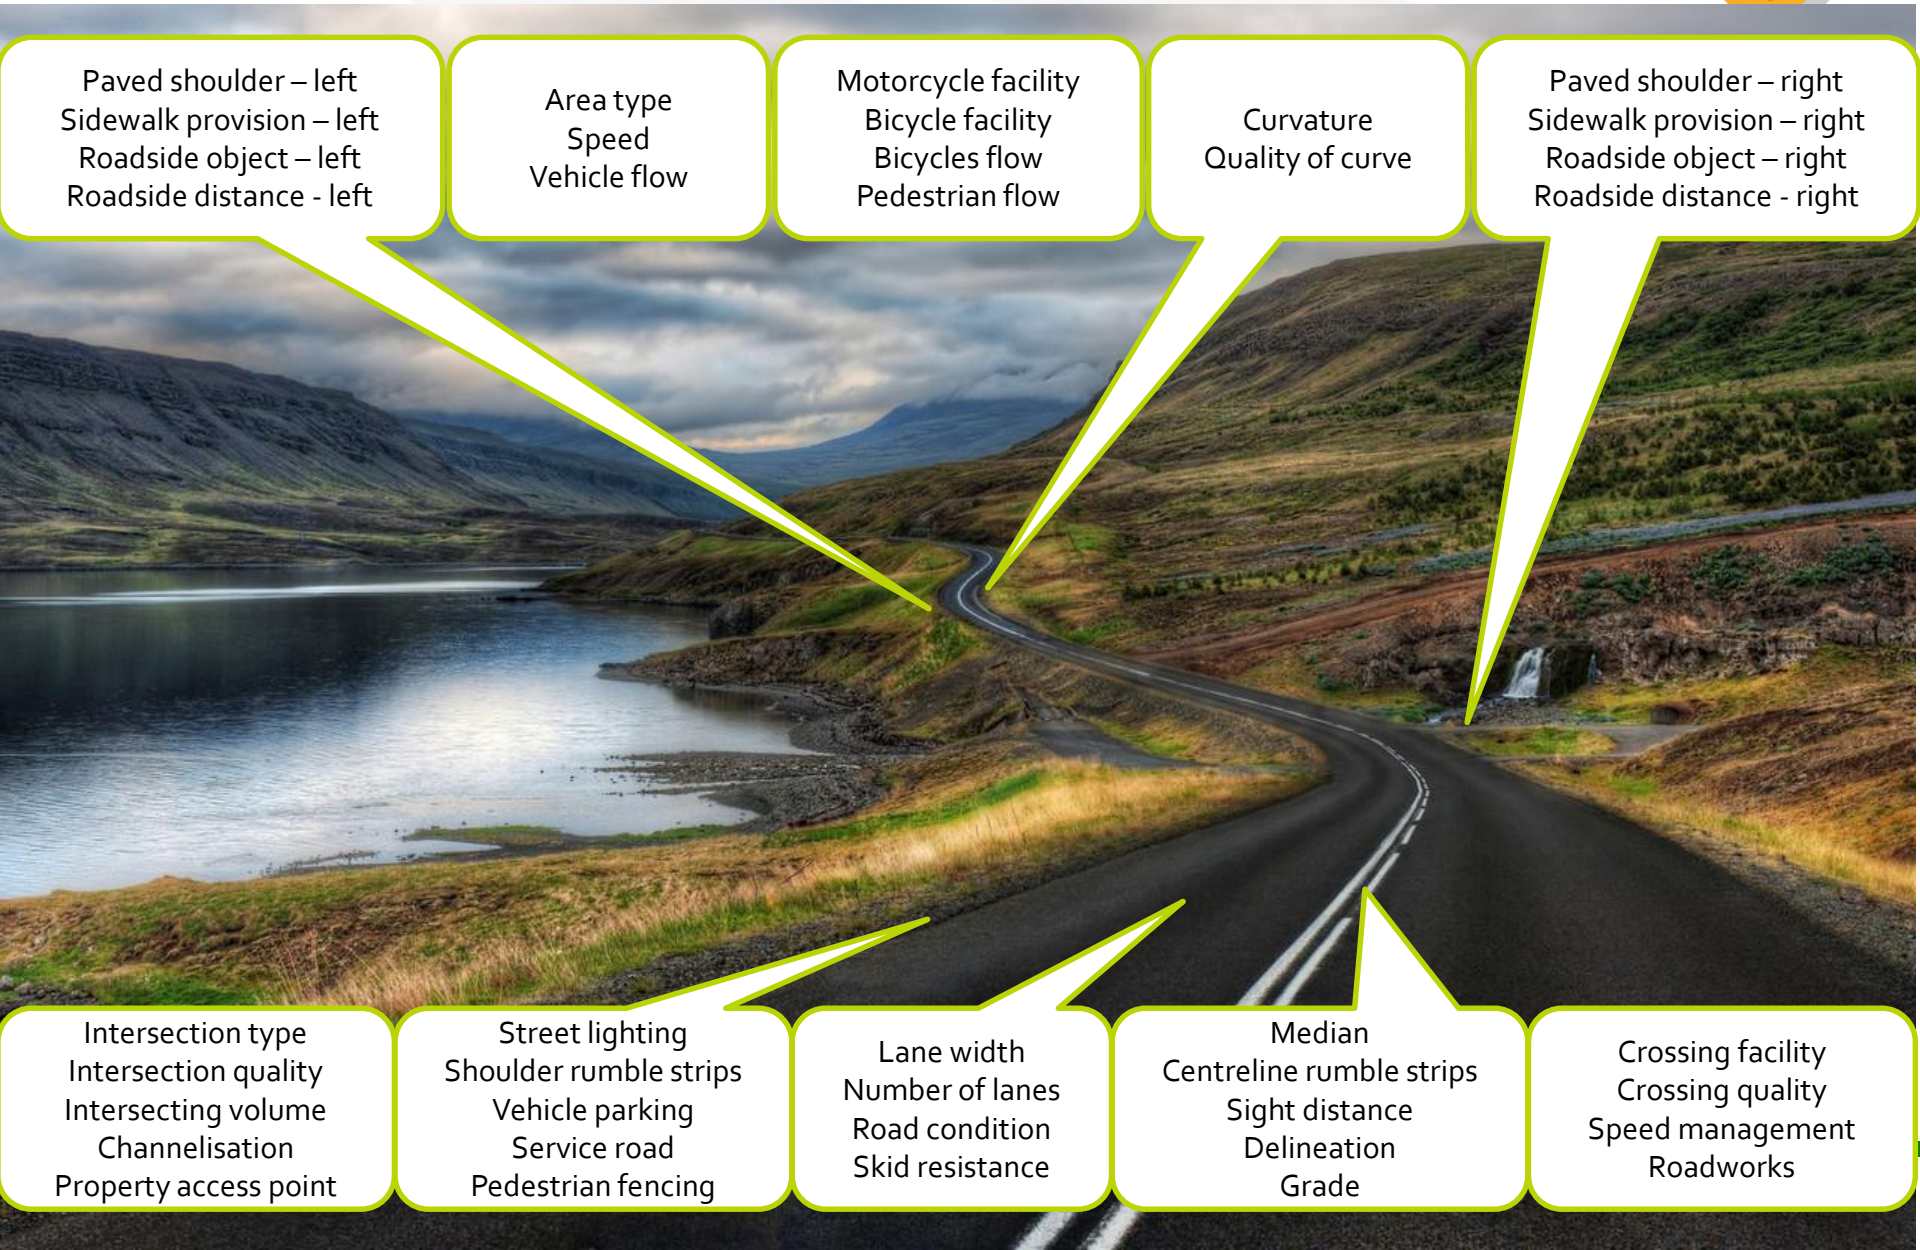 Paved shoulder – left
Sidewalk provision – left
Roadside object – left
Roadside distance - left
Area type
Speed
Vehicle flow
Motorcycle facility
Bicycle facility
Bicycles flow
Pedestrian flow
Curvature
Quality of curve
Paved shoulder – right
Sidewalk provision – right
Roadside object – right
Roadside distance - right
Intersection type
Intersection quality
Intersecting volume
Channelisation
Property access point
Street lighting
Shoulder rumble strips
Vehicle parking
Service road
Pedestrian fencing
Lane width
Number of lanes
Road condition
Skid resistance
Median
Centreline rumble strips
Sight distance
Delineation
Grade
Crossing facility
Crossing quality
Speed management
Roadworks